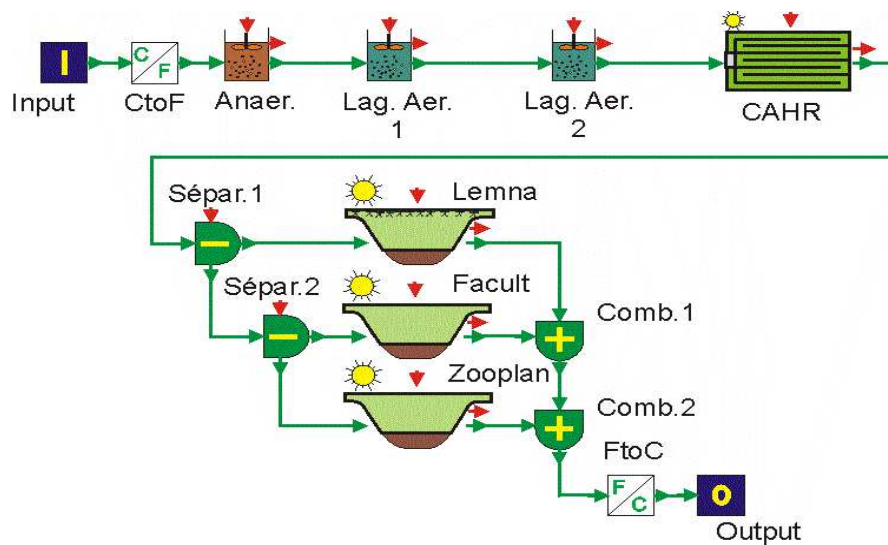 I
C
F
Input
CtoF
Anaer.
Lag. Aer.
1
Lag. Aer.
2
CAHR
Sépar.1
Lemna
Sépar.2
Facult
Comb.1
Zooplan
Comb.2
FtoC
F
C
O
Output